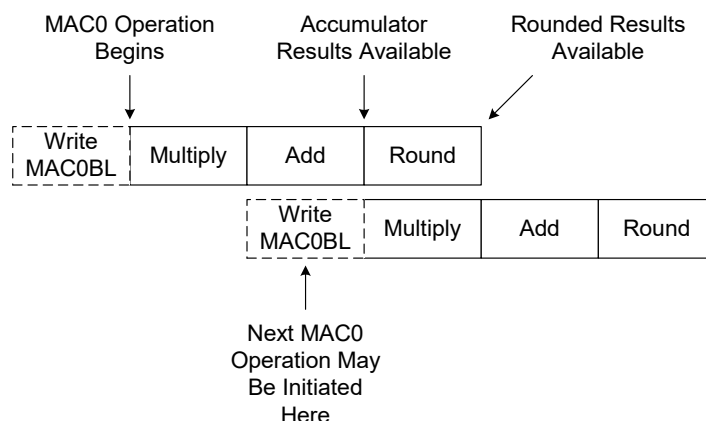 MAC0 Operation
Begins
Accumulator
Results Available
Rounded Results
Available
Write
MAC0BL
Multiply
Add
Round
Write
MAC0BL
Multiply
Add
Round
Next MAC0
Operation May
Be Initiated
Here